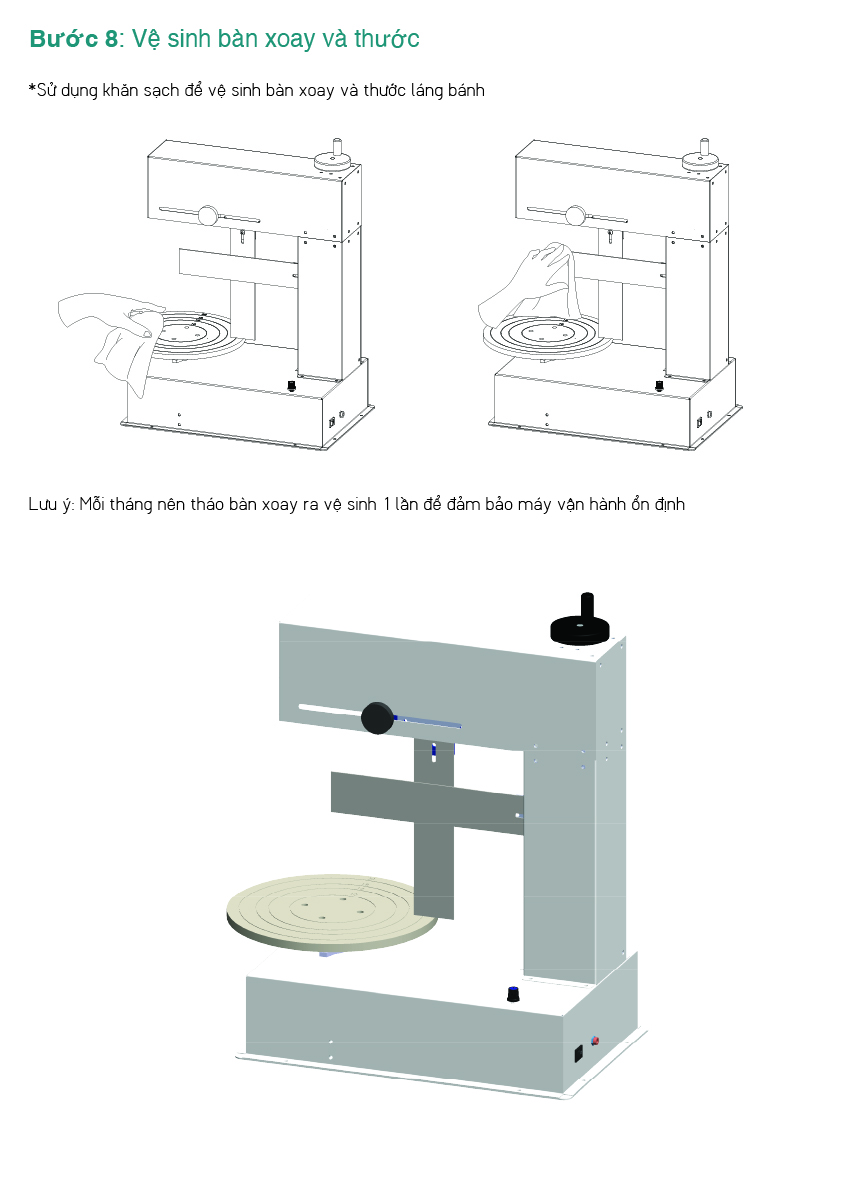 Bước 8: Vệ sinh bàn xoay và thước
*Sử dụng khăn sạch để vệ sinh bàn xoay và thước láng bánh
Lưu ý: Mỗi tháng nên tháo bàn xoay ra vệ sinh 1 lần để đảm bảo máy vận hành ổn định